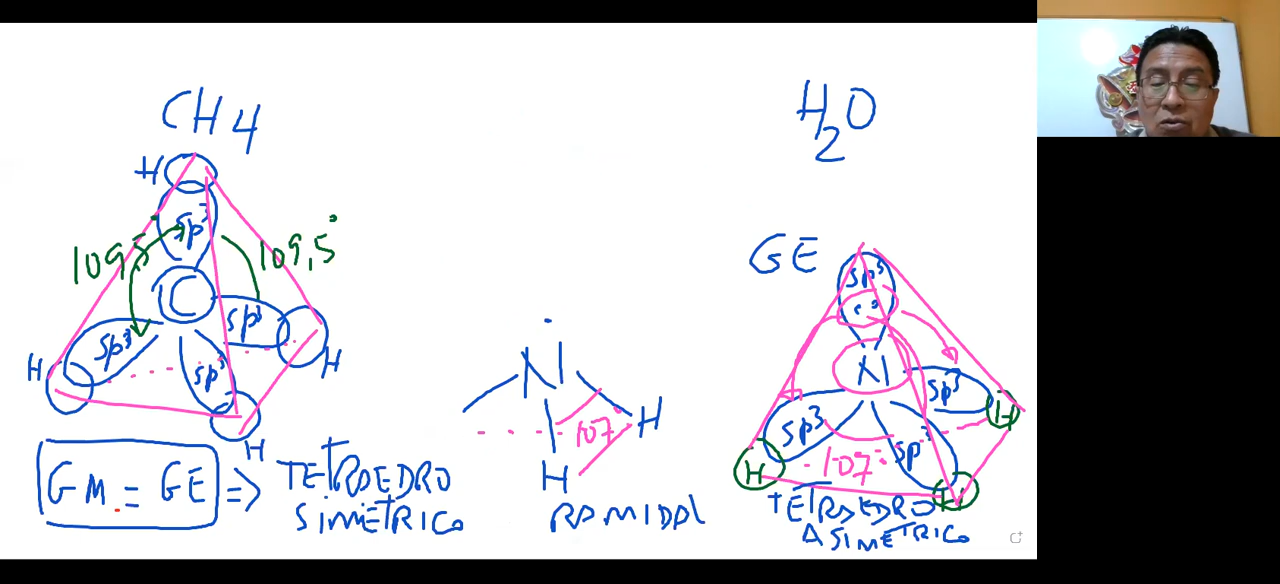 CH4
H
sp³
109,5
109,5°
C
sp³
sp³
sp³
H
H
H
GM = GE => TETRAEDRO
SIMETRICO
N
H
107°
H
RAMIDAL
H2O
GE
sp³
N
sp³
sp³
sp³
H
H
H
107°
TETRAEDRO
ASIMETRICO